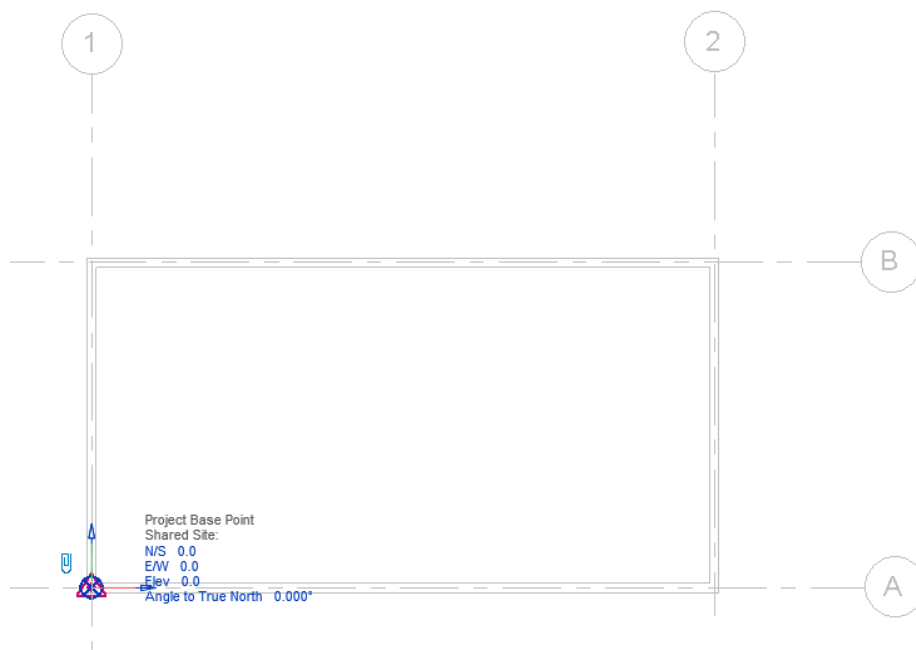 1
2
B
Project Base Point
Shared Site:
N/S 0.0
E/W 0.0
Elev 0.0
Angle to True North 0.000°
A